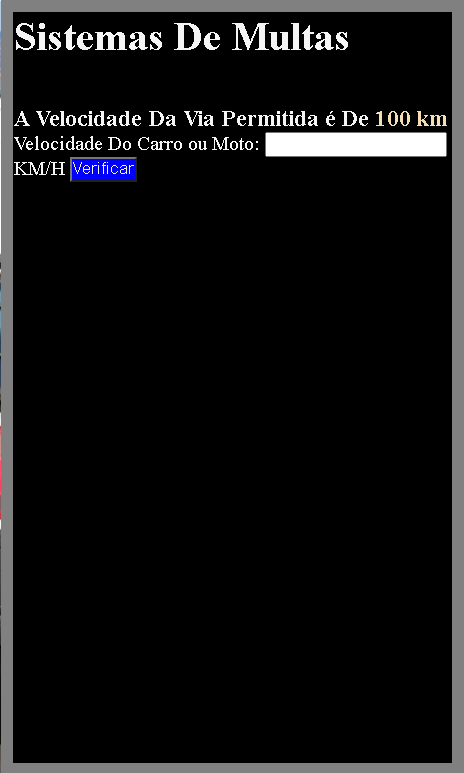 Sistemas De Multas
A Velocidade Da Via Permitida é De 100 km
Velocidade Do Carro ou Moto:
KM/H Verificar